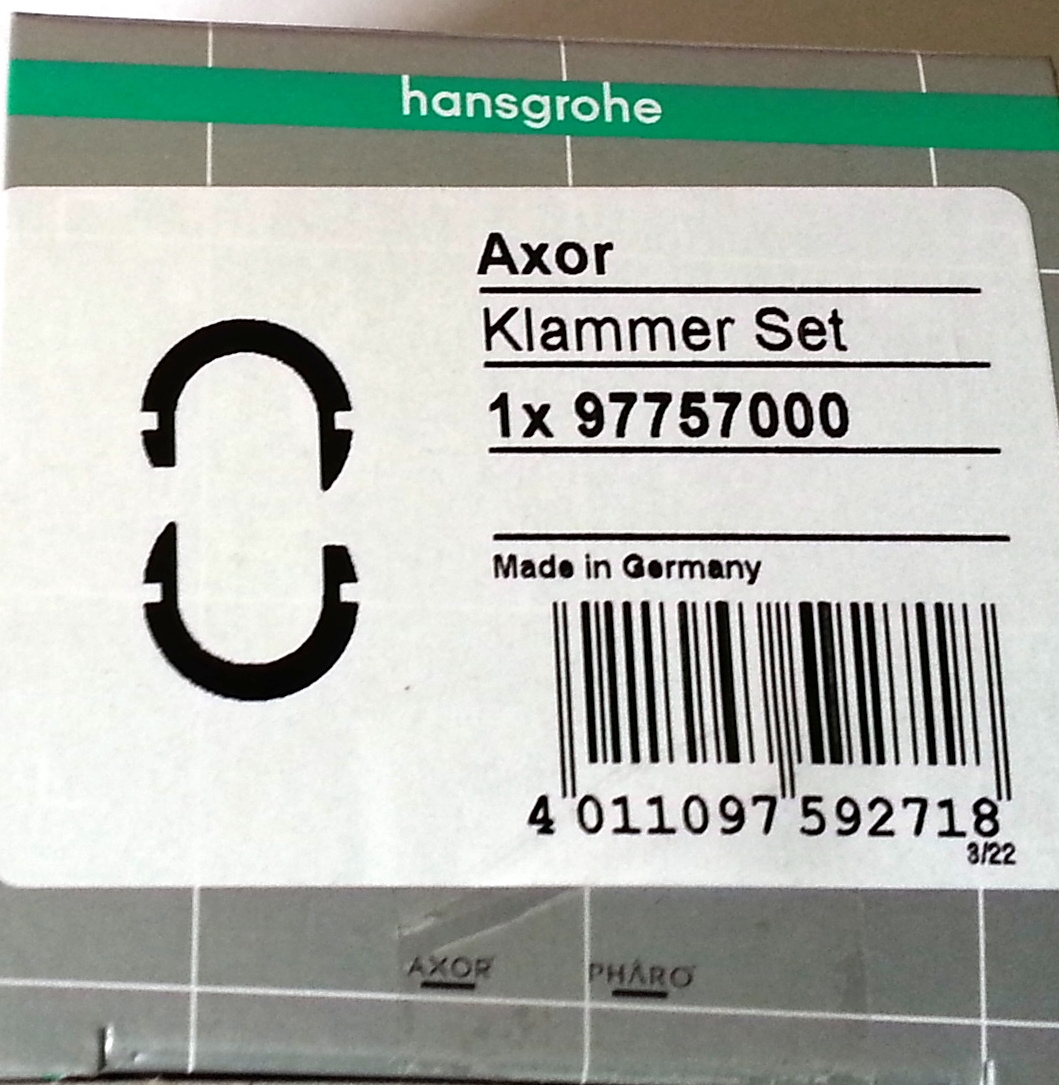 hansgrohe
Axor
Klammer Set
1x 97757000
Made in Germany
4 011097 592718
3/22
AXOR PHARO